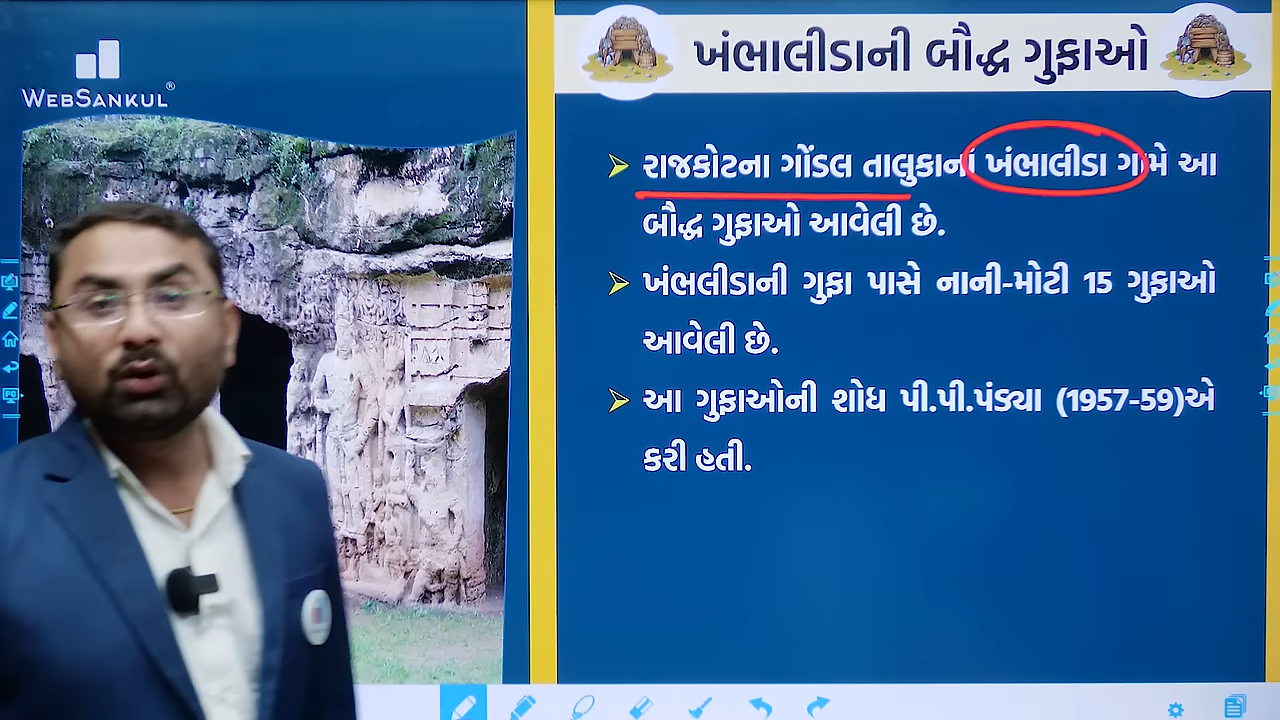 WEBSANKUL®
ખંભાલીડાની બૌદ્ધ ગુફાઓ
રાજકોટના ગોંડલ તાલુકાના ખંભાલીડા ગામે આ
બૌદ્ધ ગુફાઓ આવેલી છે.
ખંભલીડાની ગુફા પાસે નાની-મોટી 15 ગુફાઓ
આવેલી છે.
આ ગુફાઓની શોધ પી.પી.પંડ્યા (1957-59)એ
કરી હતી.